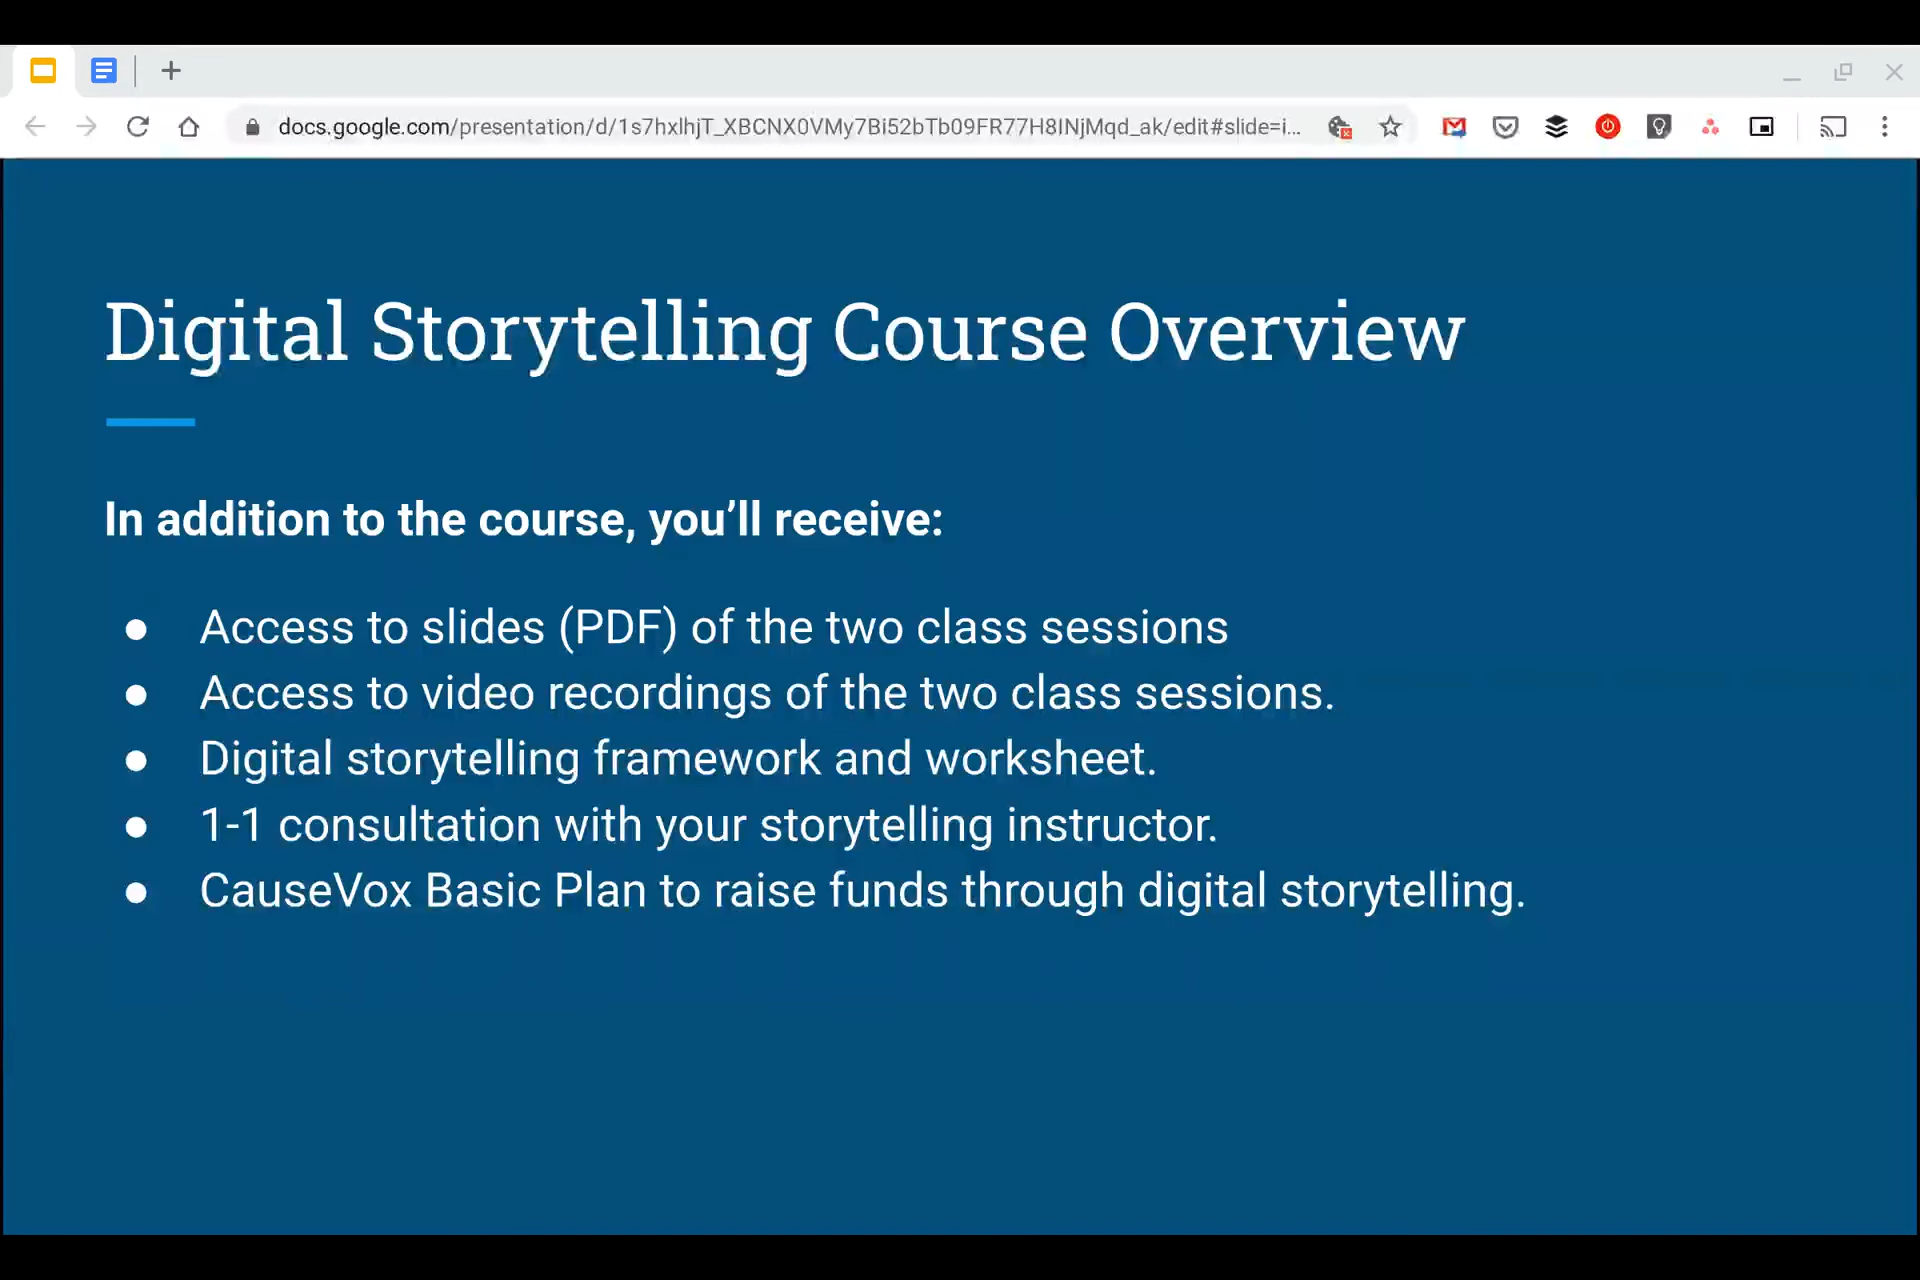 docs.google.com/presentation/d/1s7hxlhjT_XBCNX0VMy7Bi52bTb09FR77H8INjMqd_ak/edit#slide=i...
Digital Storytelling Course Overview
In addition to the course, you’ll receive:
● Access to slides (PDF) of the two class sessions
● Access to video recordings of the two class sessions.
● Digital storytelling framework and worksheet.
● 1-1 consultation with your storytelling instructor.
● CauseVox Basic Plan to raise funds through digital storytelling.